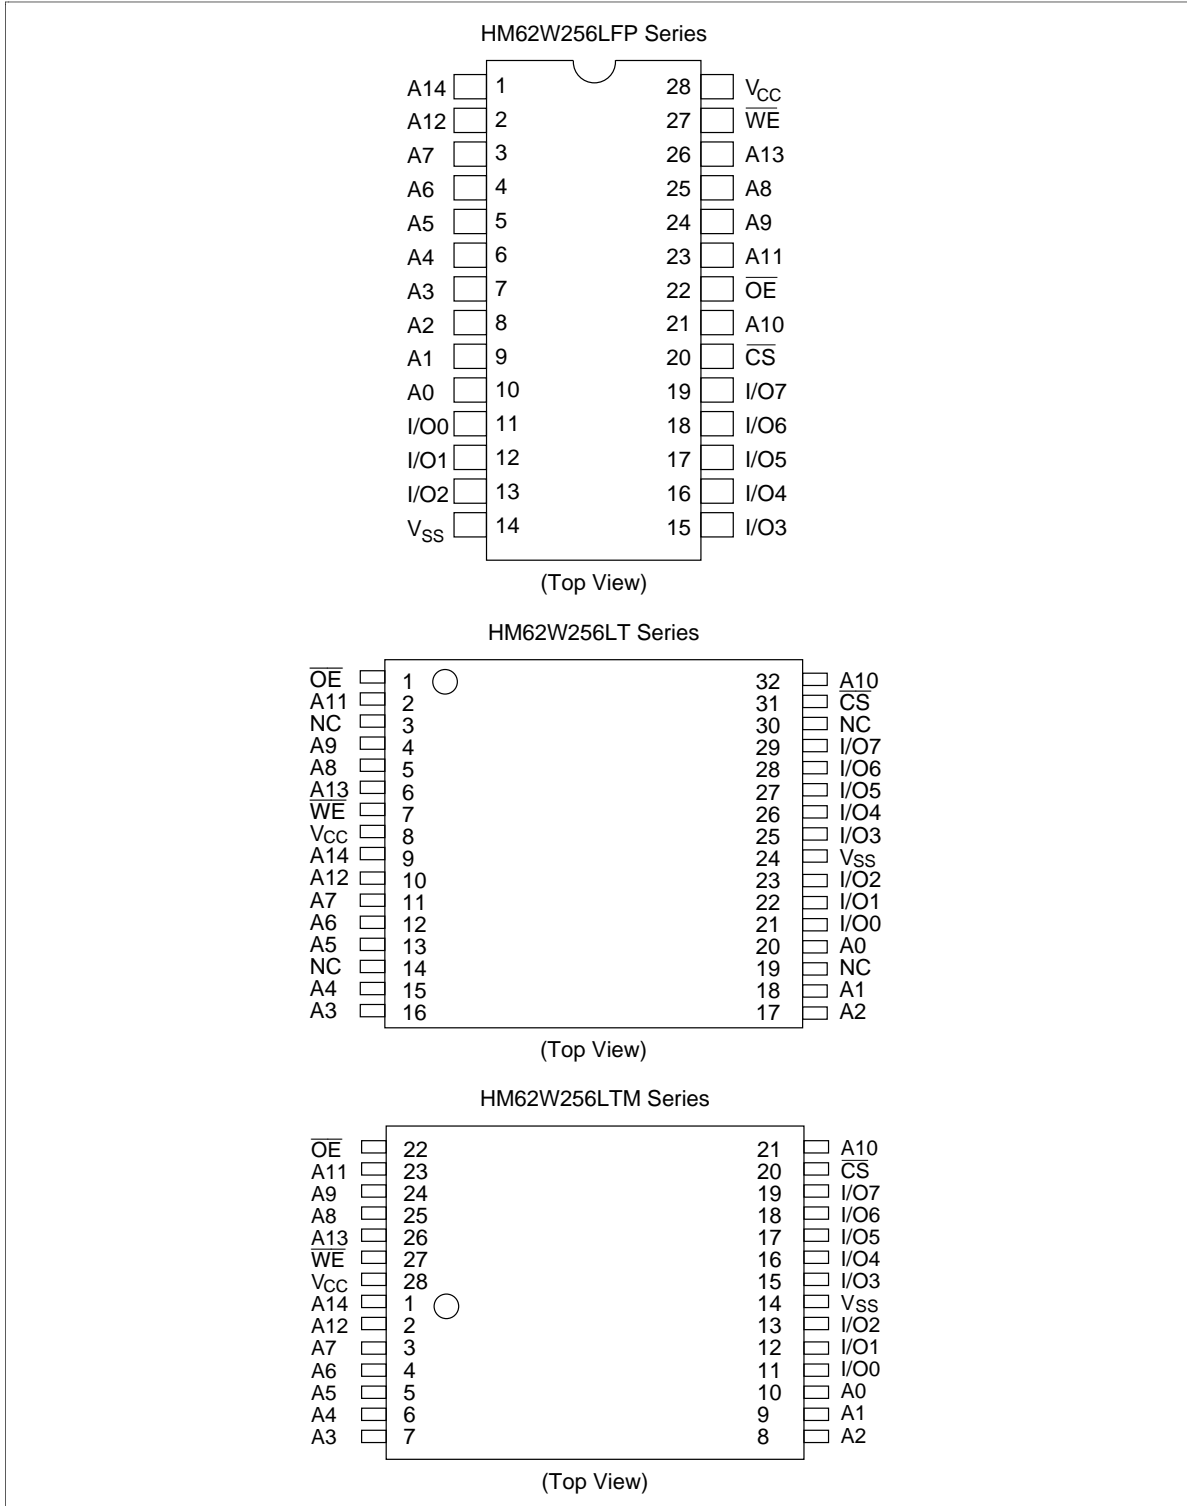 HM62W256LFP Series
A14 1 28 VCC
A12 2 27 W̅E̅
A7 3 26 A13
A6 4 25 A8
A5 5 24 A9
A4 6 23 A11
A3 7 22 O̅E̅
A2 8 21 A10
A1 9 20 C̅S̅
A0 10 19 I/O7
I/O0 11 18 I/O6
I/O1 12 17 I/O5
I/O2 13 16 I/O4
VSS 14 15 I/O3
(Top View)
HM62W256LT Series
O̅E̅ 1 32 A10
A11 2 31 C̅S̅
NC 3 30 NC
A9 4 29 I/O7
A8 5 28 I/O6
A13 6 27 I/O5
W̅E̅ 7 26 I/O4
VCC 8 25 I/O3
A14 9 24 VSS
A12 10 23 I/O2
A7 11 22 I/O1
A6 12 21 I/O0
A5 13 20 A0
NC 14 19 NC
A4 15 18 A1
A3 16 17 A2
(Top View)
HM62W256LTM Series
O̅E̅ 22 21 A10
A11 23 20 C̅S̅
A9 24 19 I/O7
A8 25 18 I/O6
A13 26 17 I/O5
W̅E̅ 27 16 I/O4
VCC 28 15 I/O3
A14 1 14 VSS
A12 2 13 I/O2
A7 3 12 I/O1
A6 4 11 I/O0
A5 5 10 A0
A4 6 9 A1
A3 7 8 A2
(Top View)